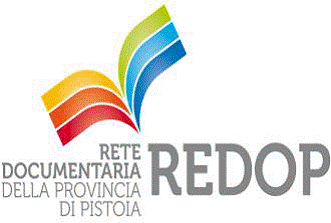 RETE
DOCUMENTARIA
DELLA PROVINCIA
DI PISTOIA
REDOP